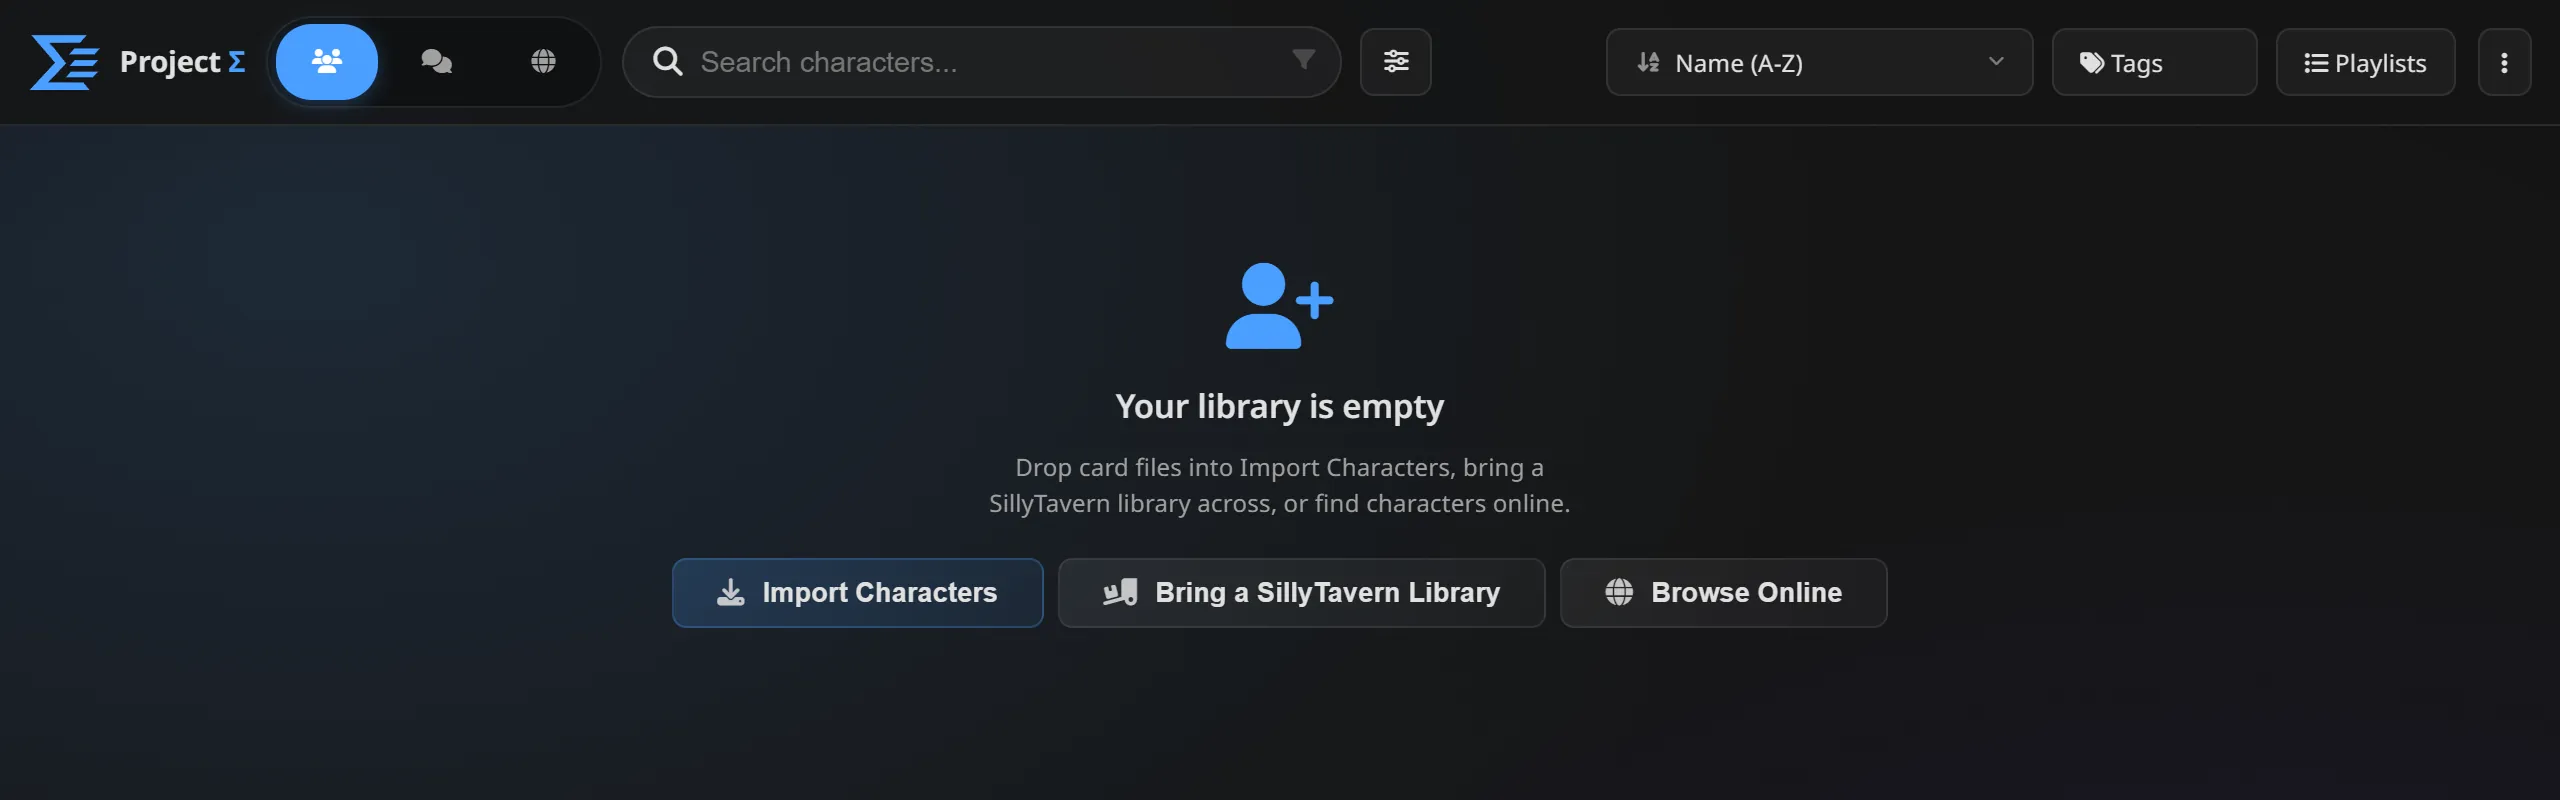 Project Σ
Search characters...
Name (A-Z)
Tags
Playlists
Your library is empty
Drop card files into Import Characters, bring a
SillyTavern library across, or find characters online.
Import Characters
Bring a SillyTavern Library
Browse Online